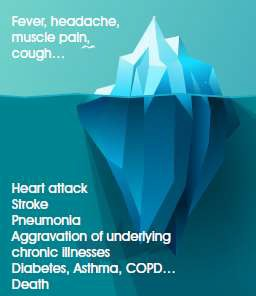 Fever, headache,
muscle pain,
cough…
Heart attack
Stroke
Pneumonia
Aggravation of underlying
chronic illnesses
Diabetes, Asthma, COPD…
Death